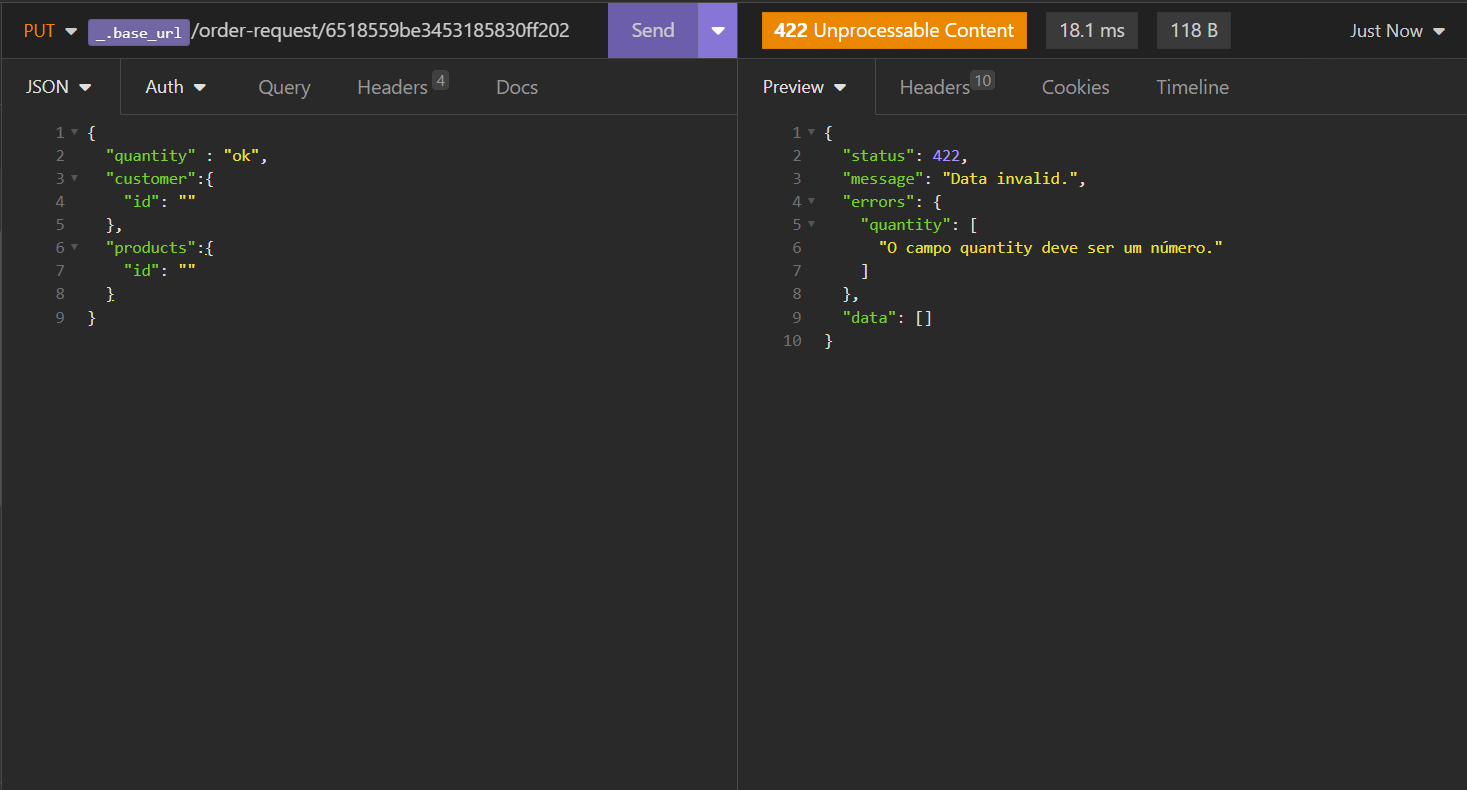 PUT _.base_url /order-request/6518559be3453185830ff202 Send
422 Unprocessable Content 18.1 ms 118 B Just Now
JSON Auth Query Headers 4 Docs
Preview Headers 10 Cookies Timeline
1 {
2 "quantity" : "ok",
3 "customer":{
4 "id": ""
5 },
6 "products":{
7 "id": ""
8 }
9 }
1 {
2 "status": 422,
3 "message": "Data invalid.",
4 "errors": {
5 "quantity": [
6 "O campo quantity deve ser um número."
7 ]
8 },
9 "data": []
10 }